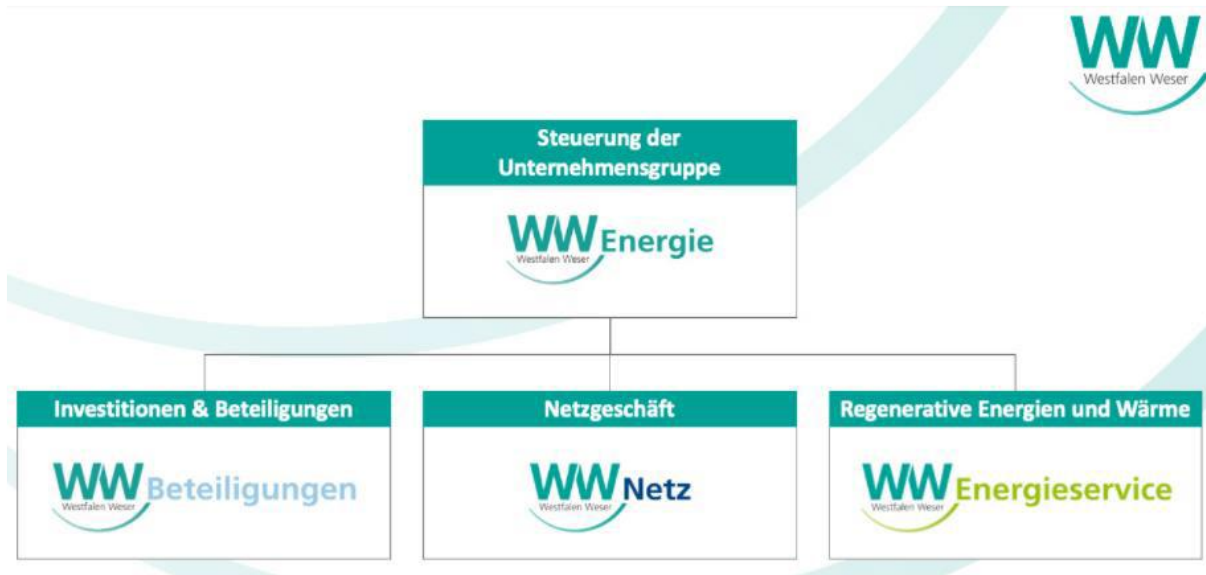 WW
Westfalen Weser
Steuerung der
Unternehmensgruppe
WW Energie
Westfalen Weser
Investitionen & Beteiligungen
WW Beteiligungen
Westfalen Weser
Netzgeschäft
WW Netz
Westfalen Weser
Regenerative Energien und Wärme
WW Energieservice
Westfalen Weser